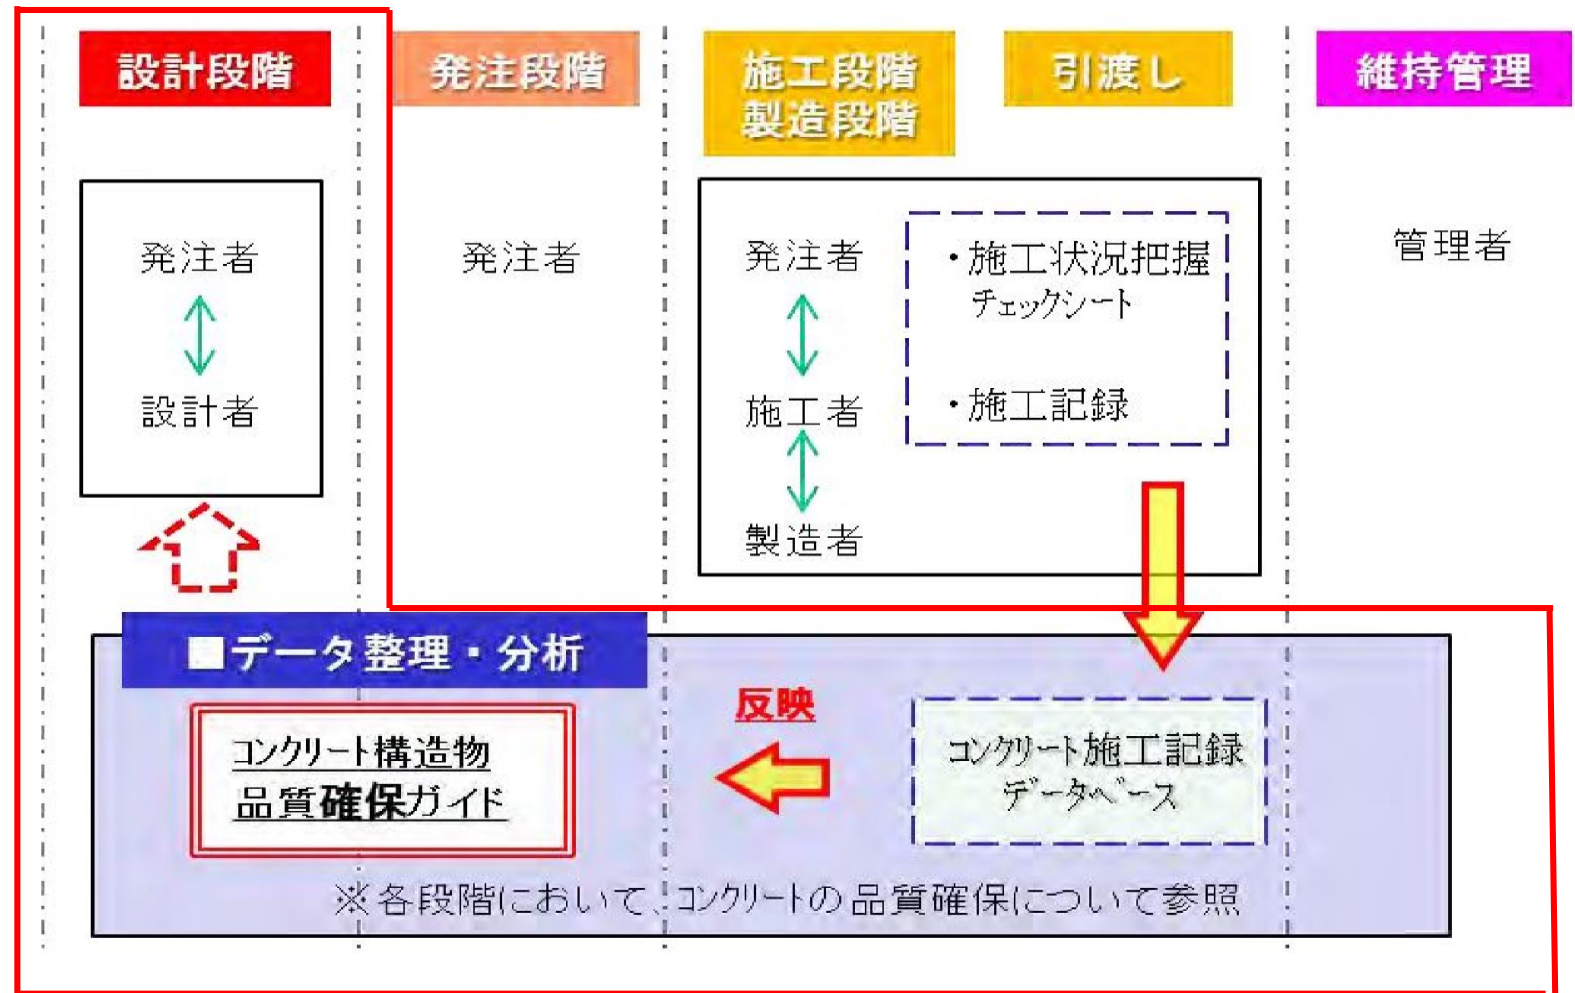 設計段階
発注段階
施工段階
製造段階
引渡し
維持管理
発注者
設計者
発注者
発注者
施工者
製造者
・施工状況把握
チェックシート
・施工記録
管理者
■データ整理・分析
コンクリート構造物
品質確保ガイド
反映
コンクリート施工記録
データベース
※各段階において、コンクリートの品質確保について参照